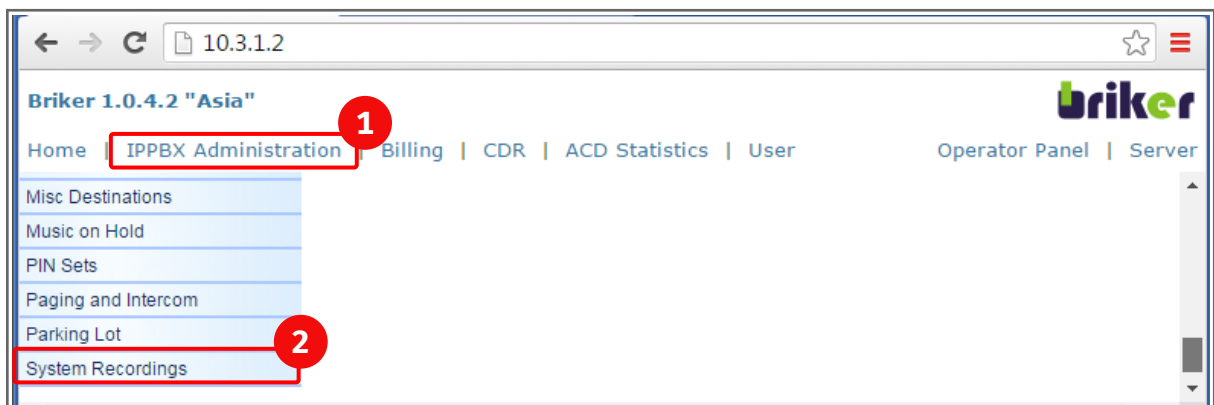 10.3.1.2
Briker 1.0.4.2 "Asia"
briker
1
Home | IPPBX Administration | Billing | CDR | ACD Statistics | User Operator Panel | Server
Misc Destinations
Music on Hold
PIN Sets
Paging and Intercom
Parking Lot
2
System Recordings